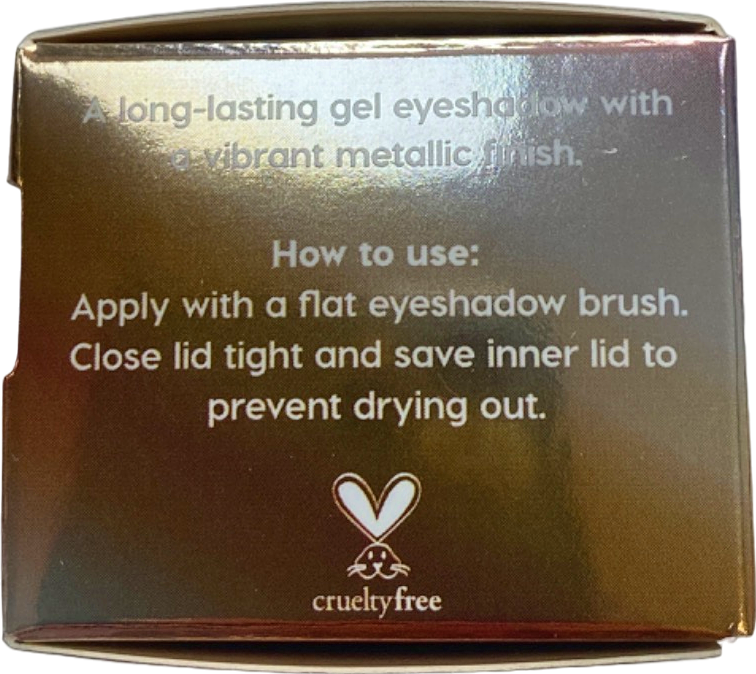 A long-lasting gel eyeshadow with
a vibrant metallic finish.
How to use:
Apply with a flat eyeshadow brush.
Close lid tight and save inner lid to
prevent drying out.
crueltyfree